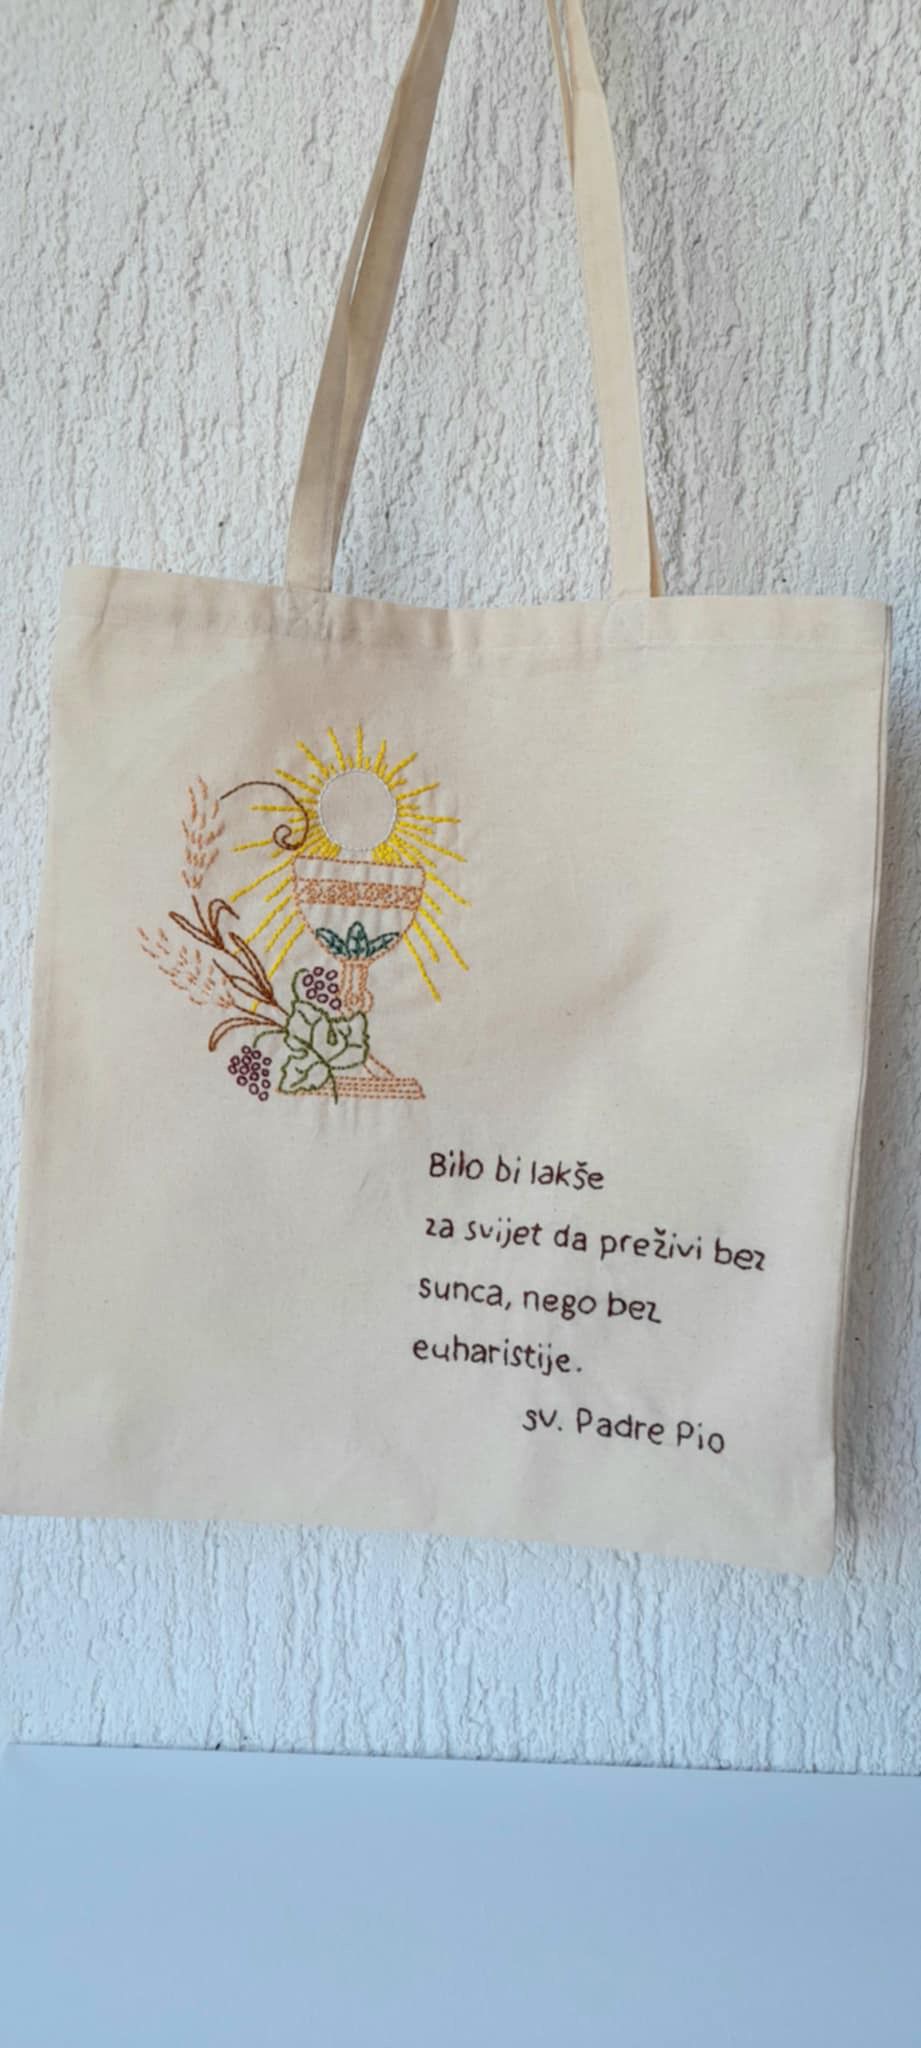 Bilo bi lakše
za svijet da preživi bez
sunca, nego bez
euharistije.
sv. Padre Pio